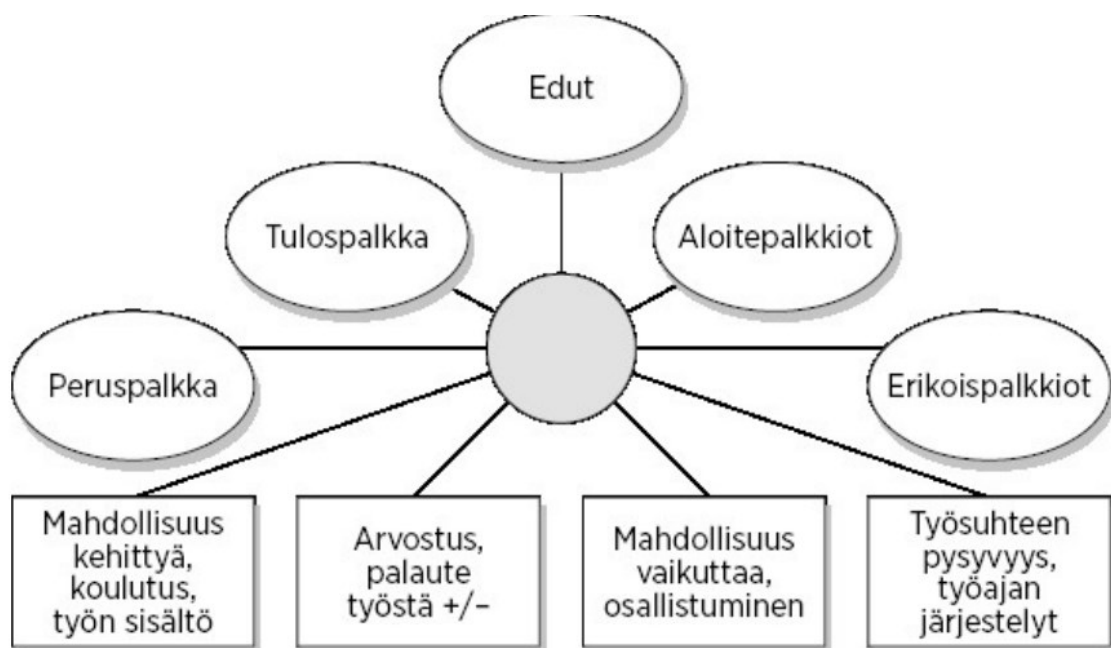 Edut
Tulospalkka
Aloitepalkkiot
Peruspalkka
Erikoispalkkiot
Mahdollisuus
kehittyä,
koulutus,
työn sisältö
Arvostus,
palaute
työstä +/–
Mahdollisuus
vaikuttaa,
osallistuminen
Työsuhteen
pysyvyys,
työajan
järjestelyt